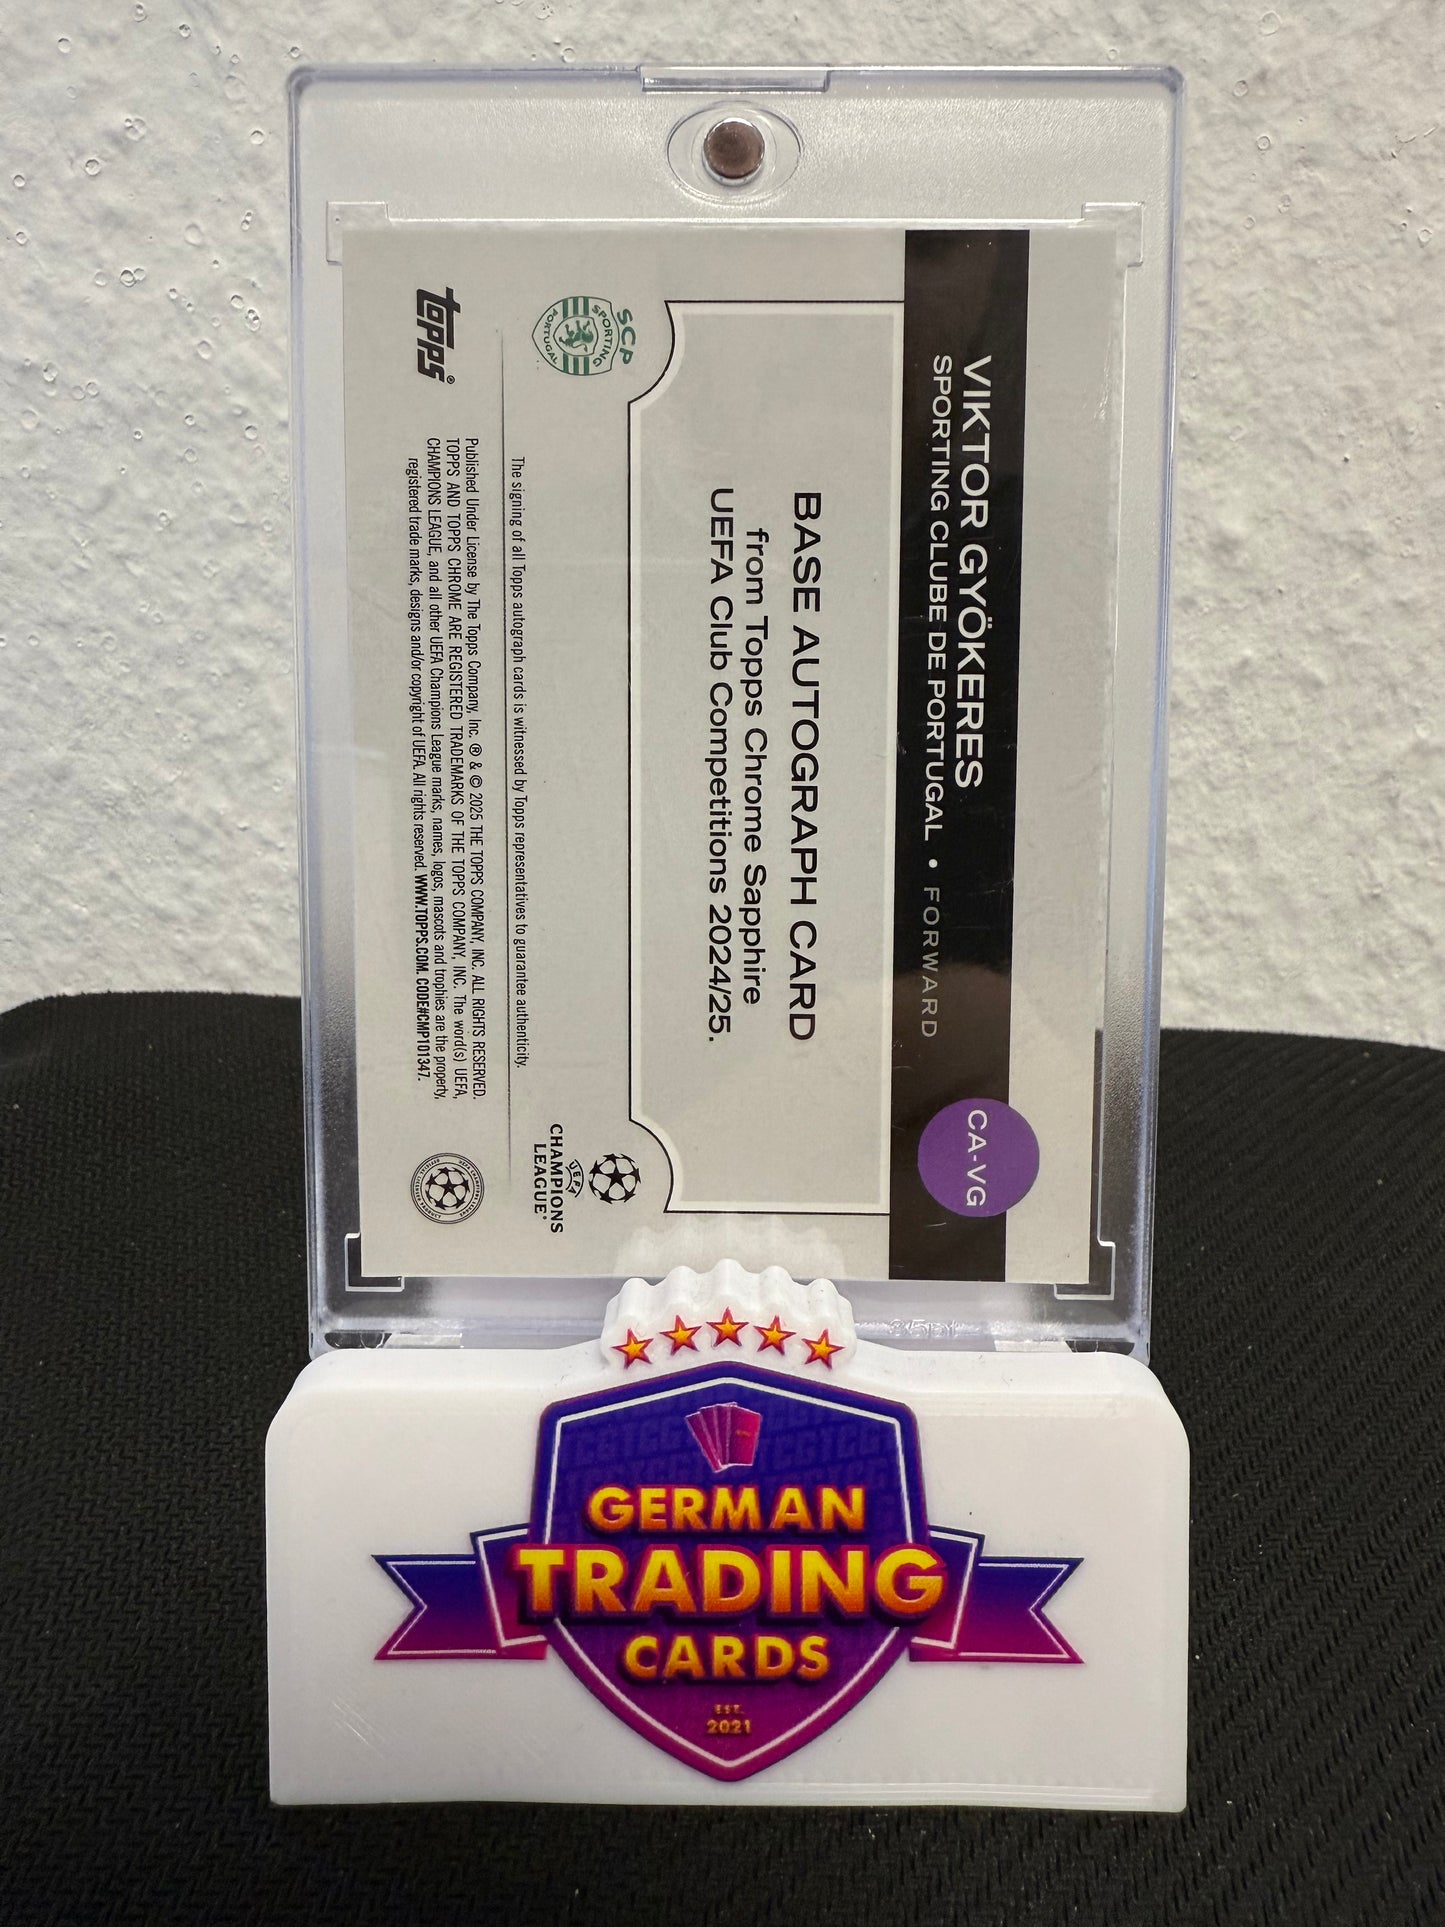 VIKTOR GYÖKERES
SPORTING CLUBE DE PORTUGAL • FORWARD
CA-VG
BASE AUTOGRAPH CARD
from Topps Chrome Sapphire
UEFA Club Competitions 2024/25.
SCP
SPORTING
PORTUGAL
UEFA
CHAMPIONS
LEAGUE®
The signing of all Topps autograph cards is witnessed by Topps representatives to guarantee authenticity.
topps®
Published Under License by The Topps Company, Inc. ® & © 2025 THE TOPPS COMPANY, INC. ALL RIGHTS RESERVED.
TOPPS AND TOPPS CHROME ARE REGISTERED TRADEMARKS OF THE TOPPS COMPANY, INC. The word(s) UEFA,
CHAMPIONS LEAGUE, and all other UEFA Champions League marks, names, logos, mascots and trophies are the property,
registered trade marks, designs and/or copyright of UEFA. All rights reserved. WWW.TOPPS.COM. CODE#CMP101347.
GERMAN
TRADING
CARDS
EST.
2021